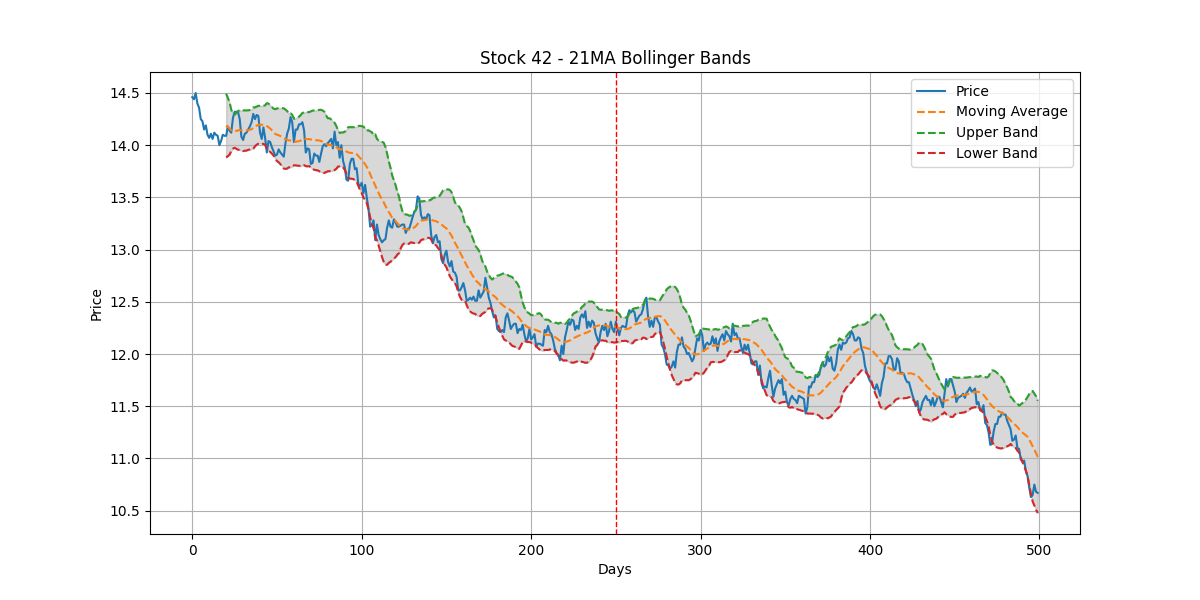 Stock 42 - 21MA Bollinger Bands
Price
Moving Average
Upper Band
Lower Band
14.5
14.0
13.5
13.0
12.5
12.0
11.5
11.0
10.5
Price
0 100 200 300 400 500
Days